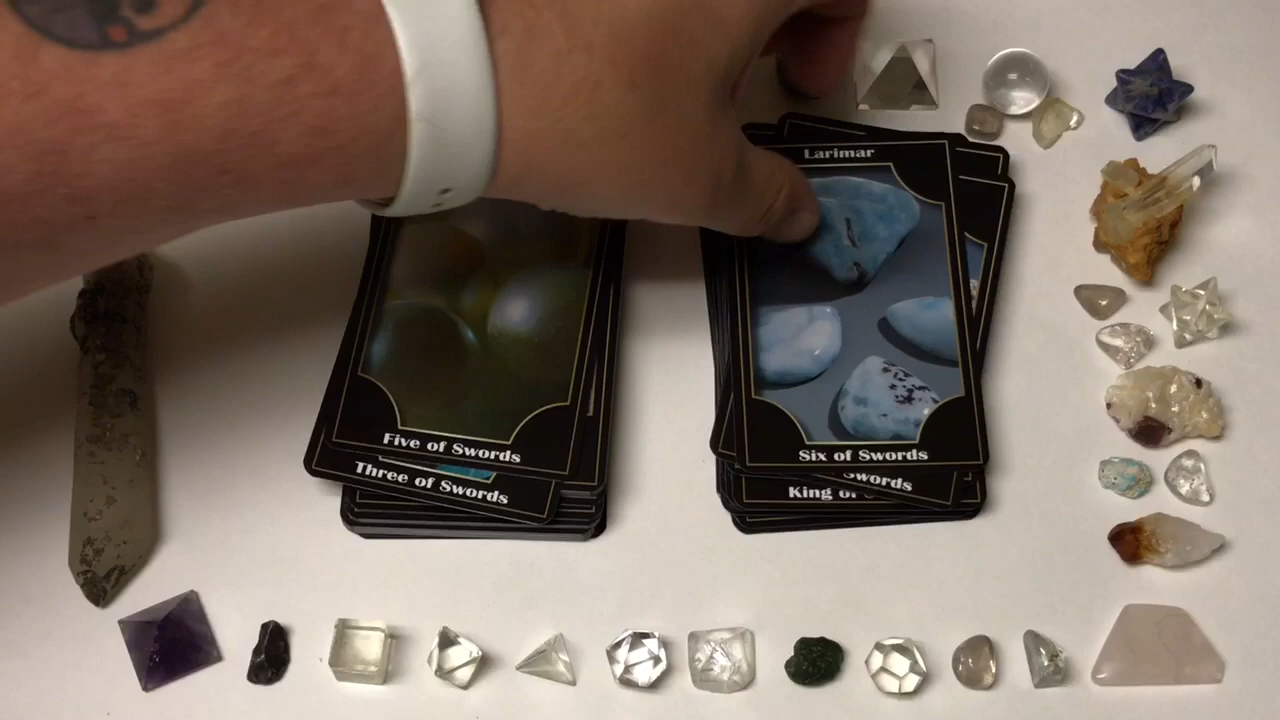 Larimar
Five of Swords
Three of Swords
Six of Swords
Swords
King of